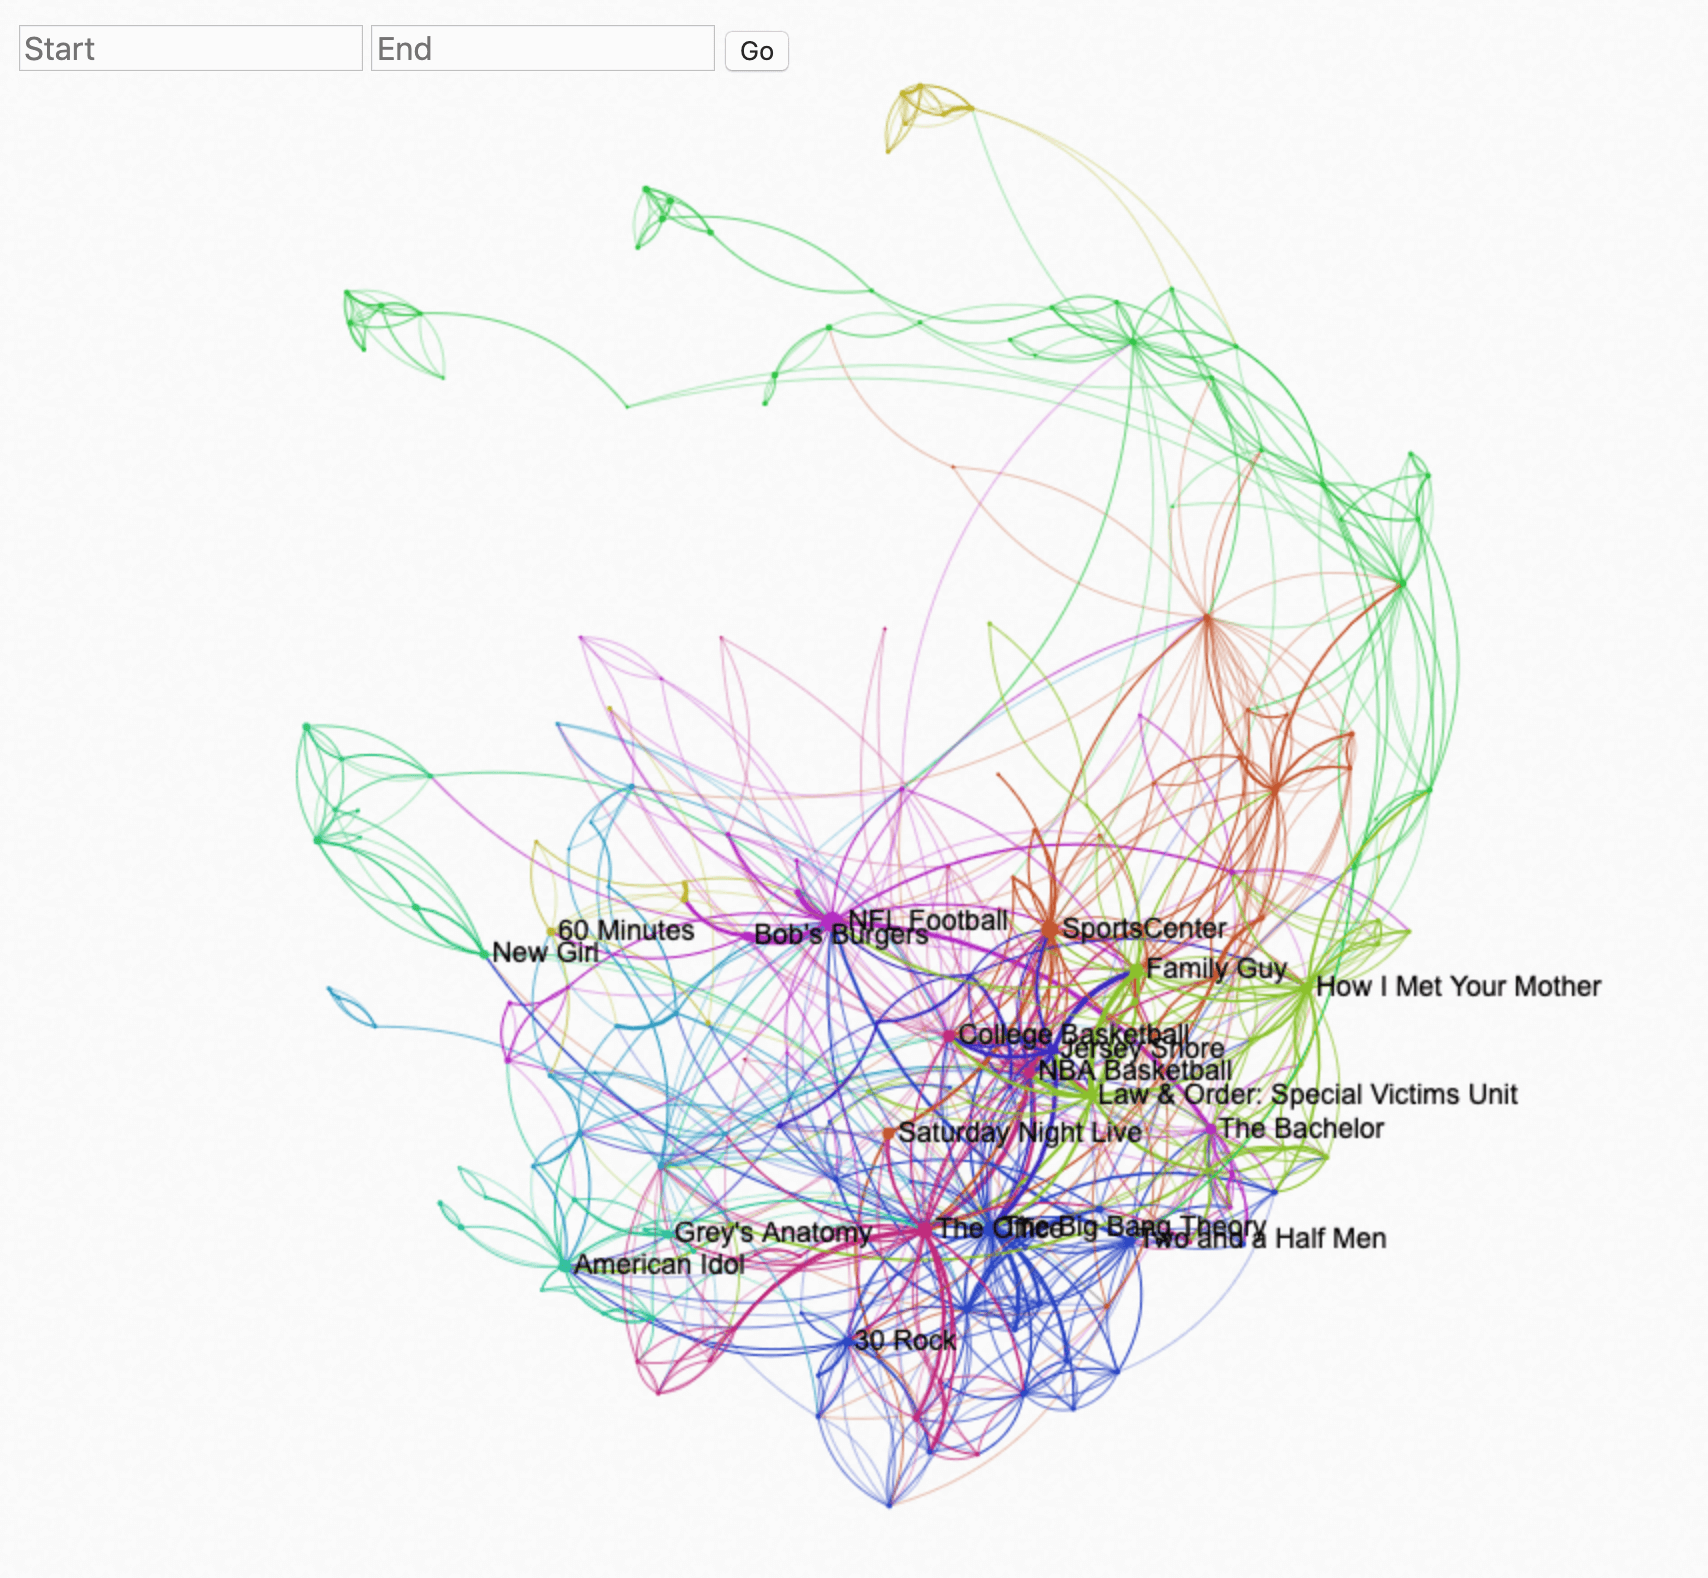 Start End Go
NFL Football
Bob's Burgers
SportsCenter
60 Minutes
New Girl
Family Guy
How I Met Your Mother
College Basketball
Jersey Shore
NBA Basketball
Law & Order: Special Victims Unit
Saturday Night Live
The Bachelor
Grey's Anatomy
The Office
The Big Bang Theory
Two and a Half Men
American Idol
30 Rock